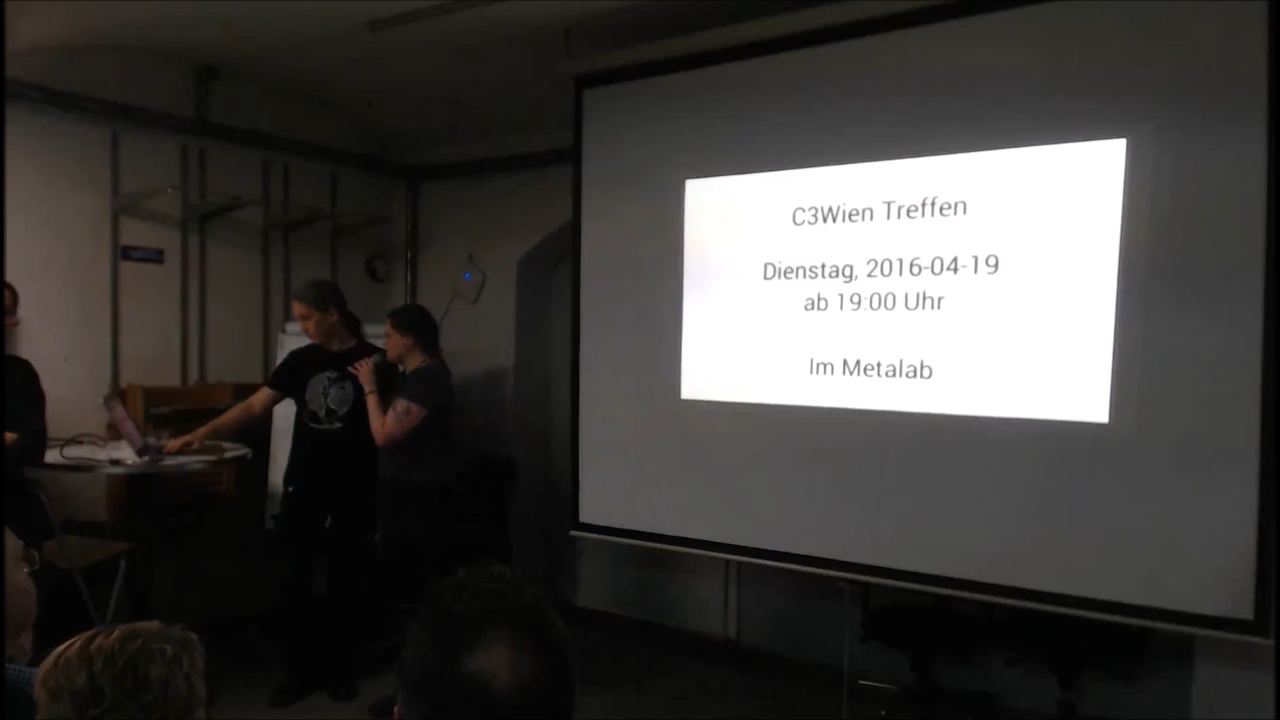 C3Wien Treffen
Dienstag, 2016-04-19
ab 19:00 Uhr
Im Metalab